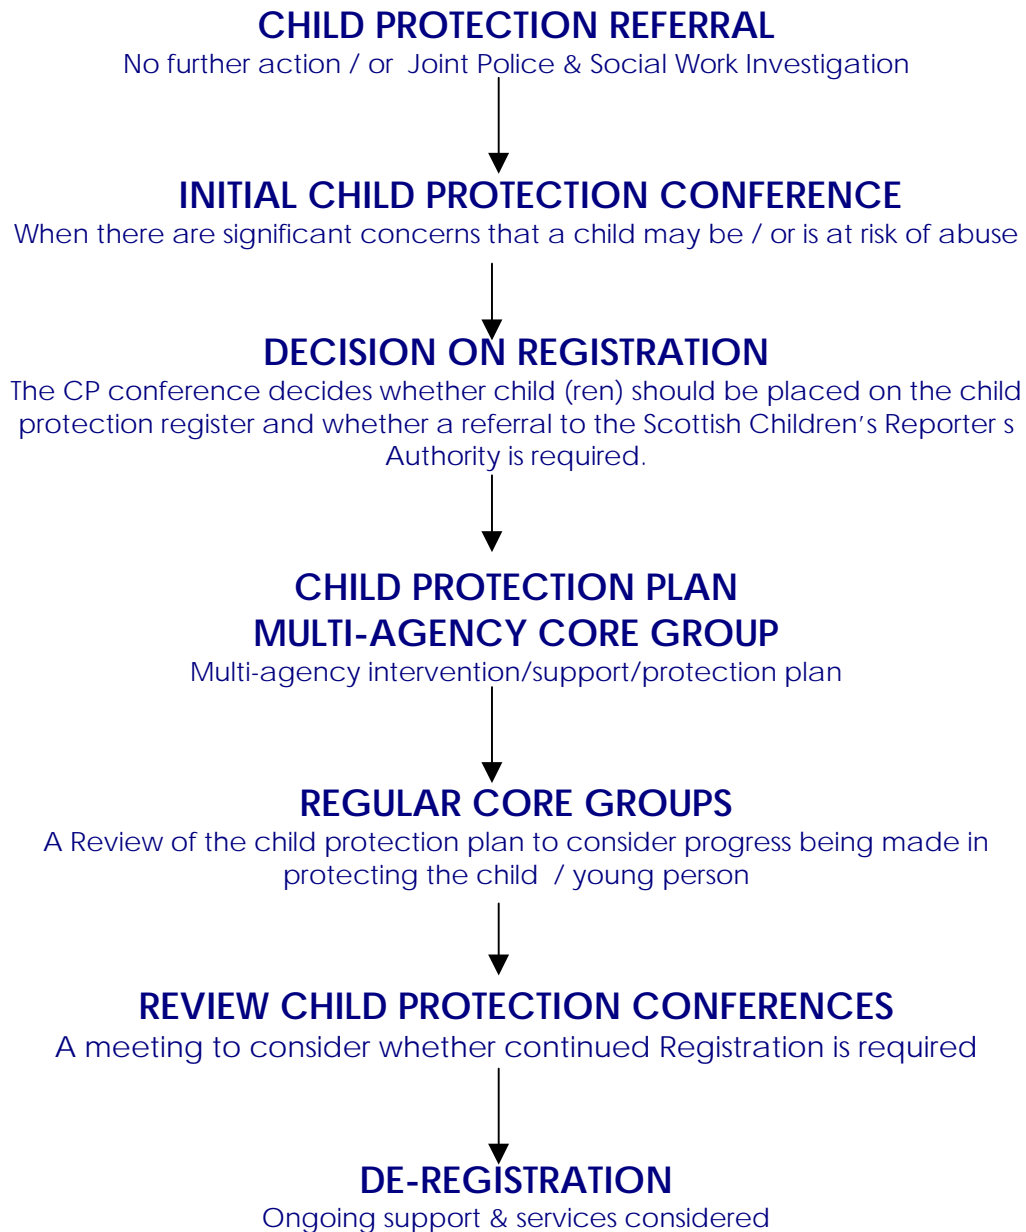 CHILD PROTECTION REFERRAL
No further action / or  Joint Police & Social Work Investigation
INITIAL CHILD PROTECTION CONFERENCE
When there are significant concerns that a child may be / or is at risk of abuse
DECISION ON REGISTRATION
The CP conference decides whether child (ren) should be placed on the child
protection register and whether a referral to the Scottish Children’s Reporter s
Authority is required.
CHILD PROTECTION PLAN
MULTI-AGENCY CORE GROUP
Multi-agency intervention/support/protection plan
REGULAR CORE GROUPS
A Review of the child protection plan to consider progress being made in
protecting the child  / young person
REVIEW CHILD PROTECTION CONFERENCES
A meeting to consider whether continued Registration is required
DE-REGISTRATION
Ongoing support & services considered